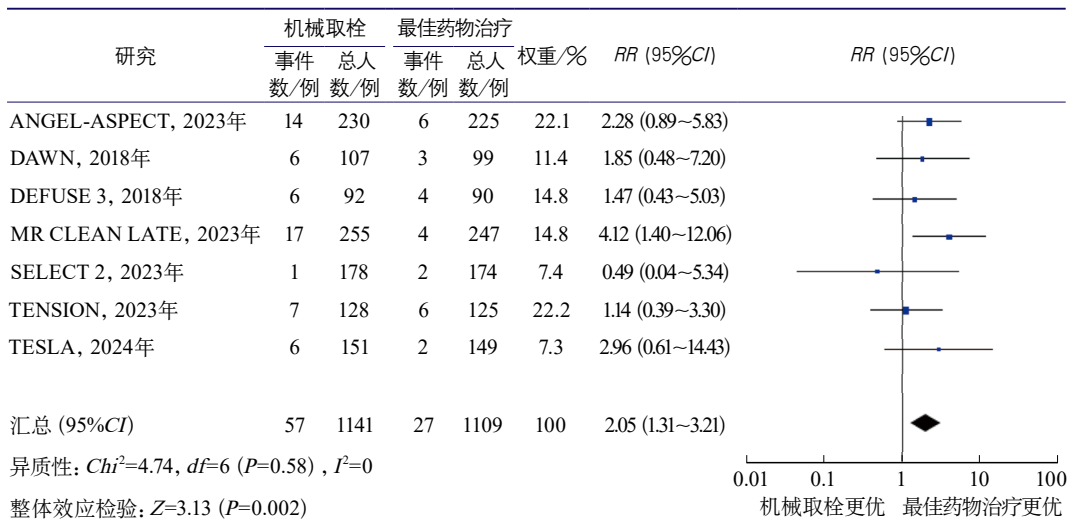 机械取栓 最佳药物治疗
研究 事件数/例 总人数/例 事件数/例 总人数/例 权重/% RR (95%CI) RR (95%CI)
ANGEL-ASPECT, 2023年 14 230 6 225 22.1 2.28 (0.89~5.83)
DAWN, 2018年 6 107 3 99 11.4 1.85 (0.48~7.20)
DEFUSE 3, 2018年 6 92 4 90 14.8 1.47 (0.43~5.03)
MR CLEAN LATE, 2023年 17 255 4 247 14.8 4.12 (1.40~12.06)
SELECT 2, 2023年 1 178 2 174 7.4 0.49 (0.04~5.34)
TENSION, 2023年 7 128 6 125 22.2 1.14 (0.39~3.30)
TESLA, 2024年 6 151 2 149 7.3 2.96 (0.61~14.43)
汇总 (95%CI) 57 1141 27 1109 100 2.05 (1.31~3.21)
异质性: Chi²=4.74, df=6 (P=0.58) , I²=0
0.01 0.1 1 10 100
整体效应检验: Z=3.13 (P=0.002)
机械取栓更优 最佳药物治疗更优